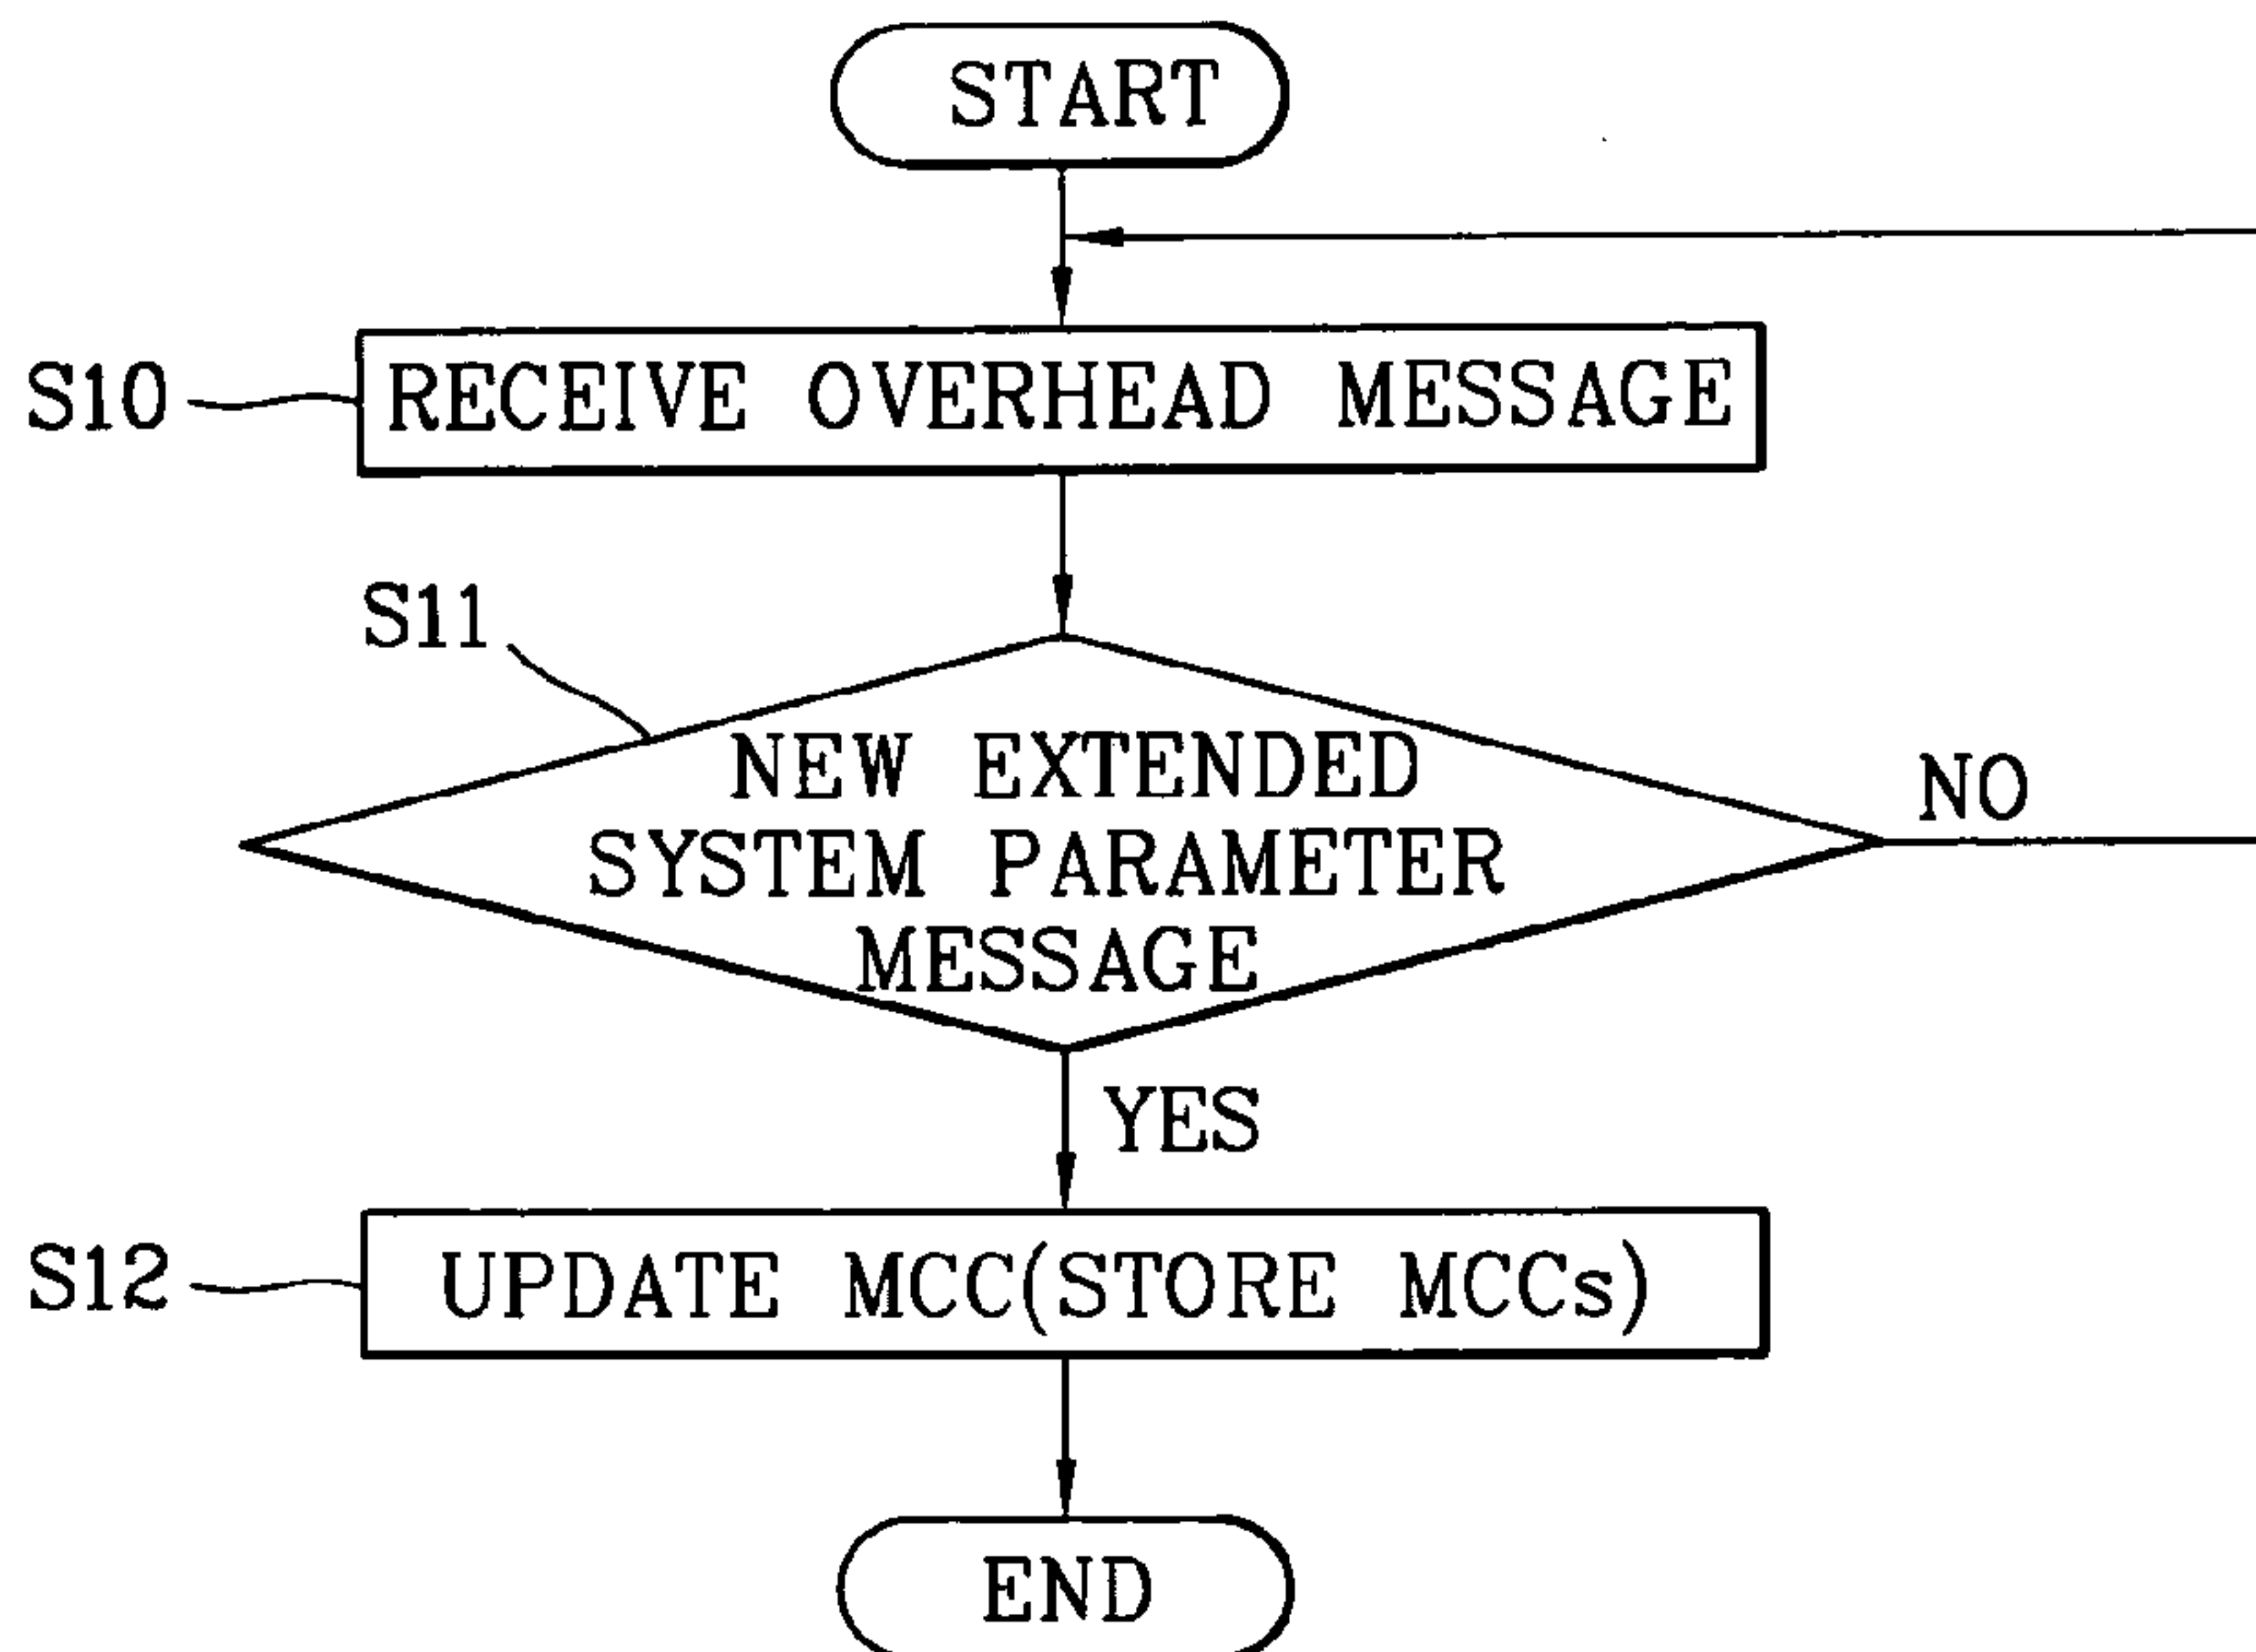 START
S10
RECEIVE OVERHEAD MESSAGE
S11
NEW EXTENDED
SYSTEM PARAMETER
MESSAGE
NO
YES
S12
UPDATE MCC(STORE MCCs)
END